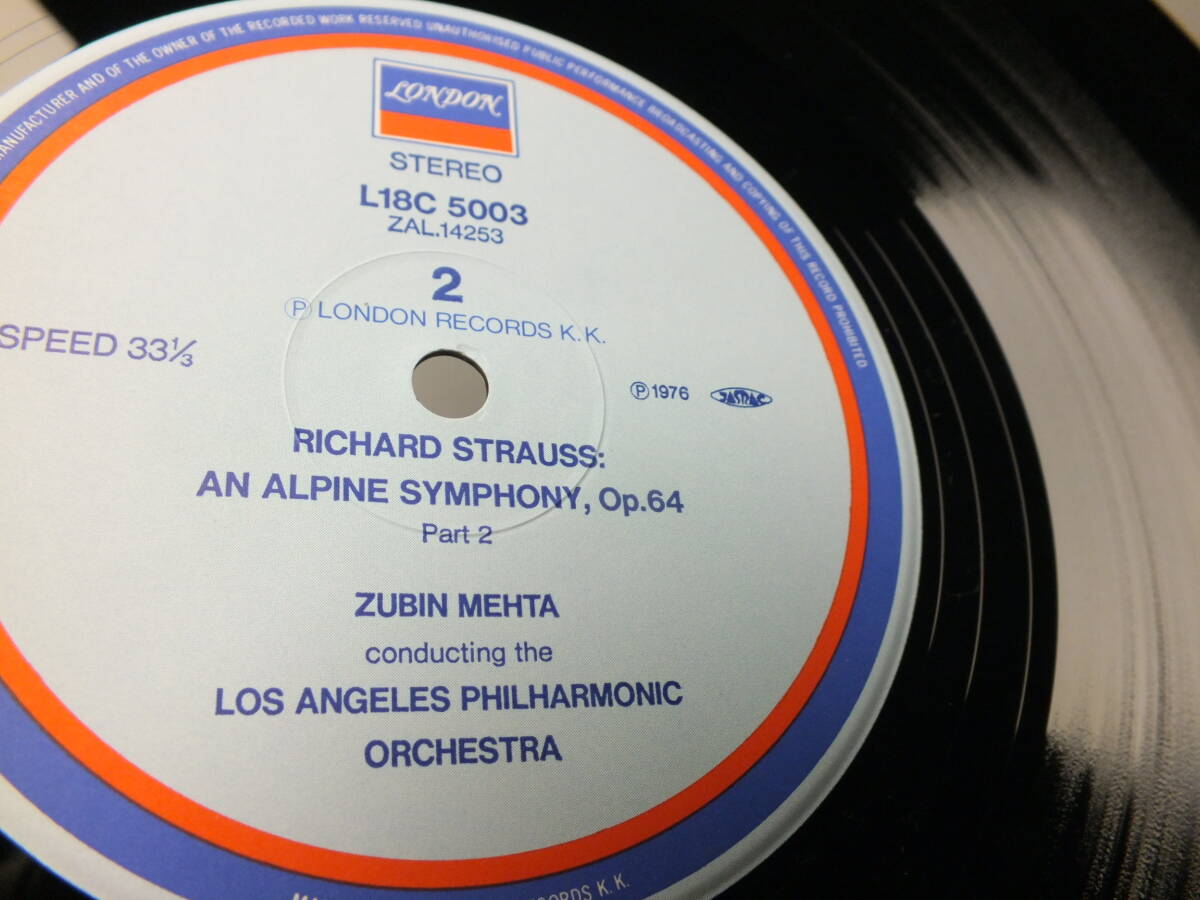 MANUFACTURER AND OF THE OWNER OF THE RECORDED WORK RESERVED UNAUTHORISED PUBLIC PERFORMANCE BROADCASTING AND COPYING OF THIS RECORD PROHIBITED
LONDON
STEREO
L18C 5003
ZAL.14253
2
Ⓟ LONDON RECORDS K.K.
SPEED 33⅓
Ⓟ 1976 JASRAC
RICHARD STRAUSS:
AN ALPINE SYMPHONY, Op.64
Part 2
ZUBIN MEHTA
conducting the
LOS ANGELES PHILHARMONIC
ORCHESTRA
RECORDS K.K.